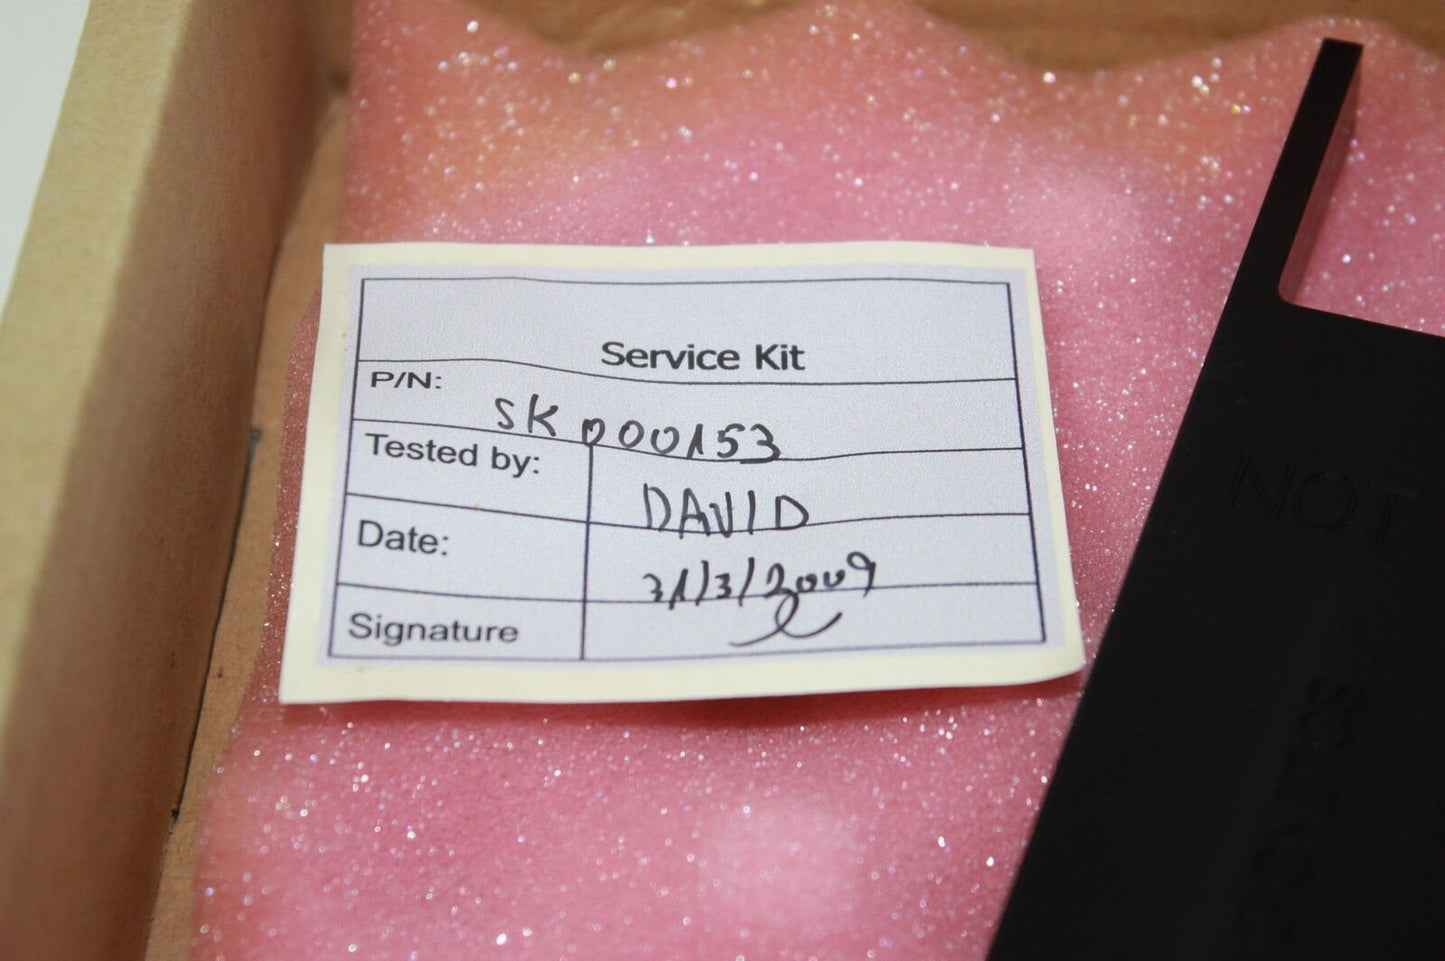 Service Kit
P/N: SK000153
Tested by: DAVID
Date: 31/3/2009
Signature
NOT